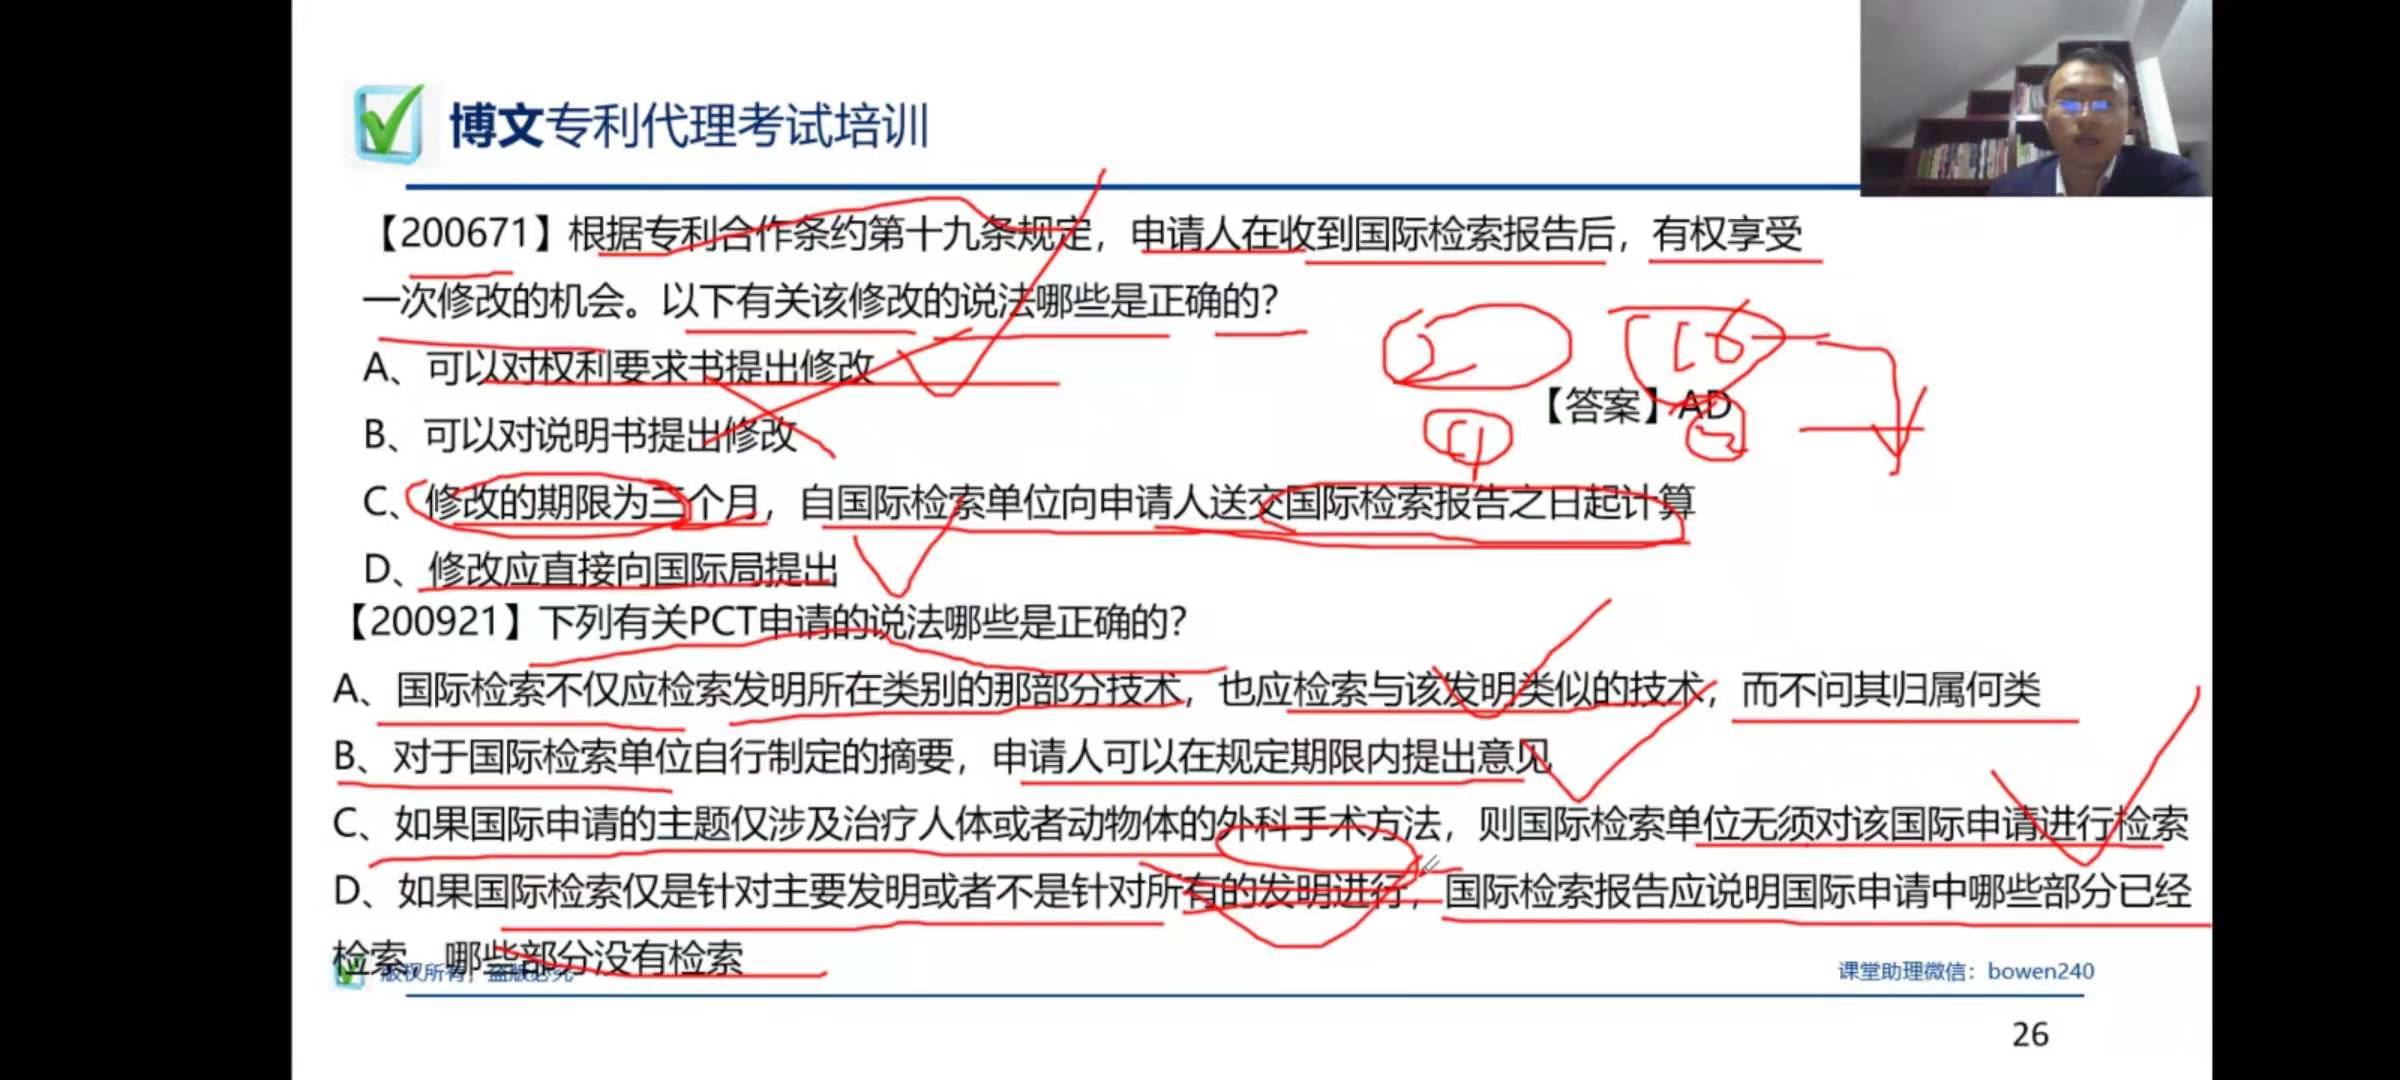 博文专利代理考试培训
【200671】根据专利合作条约第十九条规定，申请人在收到国际检索报告后，有权享受
一次修改的机会。以下有关该修改的说法哪些是正确的？
A、可以对权利要求书提出修改
【答案】AD
B、可以对说明书提出修改
C、修改的期限为三个月，自国际检索单位向申请人送交国际检索报告之日起计算
D、修改应直接向国际局提出
【200921】下列有关PCT申请的说法哪些是正确的？
A、国际检索不仅应检索发明所在类别的那部分技术，也应检索与该发明类似的技术，而不问其归属何类
B、对于国际检索单位自行制定的摘要，申请人可以在规定期限内提出意见
C、如果国际申请的主题仅涉及治疗人体或者动物体的外科手术方法，则国际检索单位无须对该国际申请进行检索
D、如果国际检索仅是针对主要发明或者不是针对所有的发明进行，国际检索报告应说明国际申请中哪些部分已经
检索，哪些部分没有检索
版权所有，盗版必究
课堂助理微信：bowen240
26